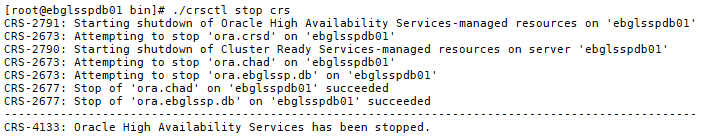 [root@ebglsspdb01 bin]# ./crsctl stop crs
CRS-2791: Starting shutdown of Oracle High Availability Services-managed resources on 'ebglsspdb01'
CRS-2673: Attempting to stop 'ora.crsd' on 'ebglsspdb01'
CRS-2790: Starting shutdown of Cluster Ready Services-managed resources on server 'ebglsspdb01'
CRS-2673: Attempting to stop 'ora.chad' on 'ebglsspdb01'
CRS-2673: Attempting to stop 'ora.ebglssp.db' on 'ebglsspdb01'
CRS-2677: Stop of 'ora.chad' on 'ebglsspdb01' succeeded
CRS-2677: Stop of 'ora.ebglssp.db' on 'ebglsspdb01' succeeded
--------------------------------------------------------------------------------------------------------
CRS-4133: Oracle High Availability Services has been stopped.